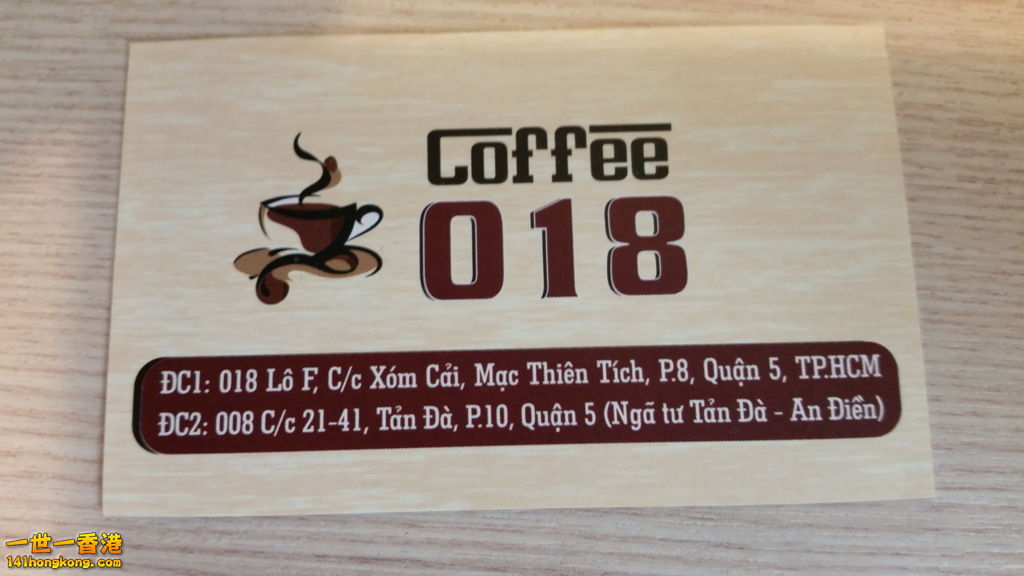 Coffee
018
ĐC1: 018 Lô F, C/c Xóm Cải, Mạc Thiên Tích, P.8, Quận 5, TP.HCM
ĐC2: 008 C/c 21-41, Tản Đà, P.10, Quận 5 (Ngã tư Tản Đà - An Điền)
一世一香港
141hongkong.com